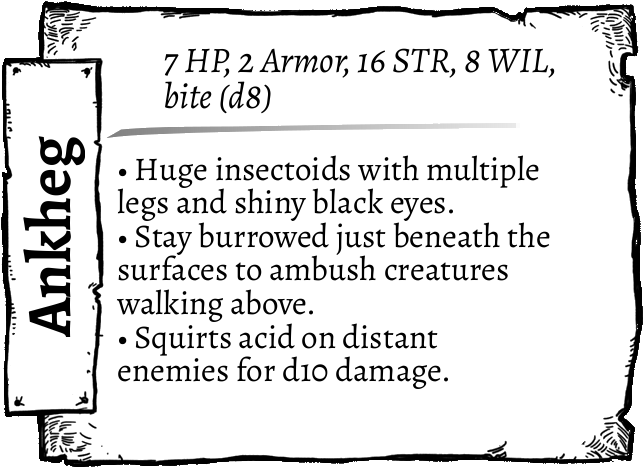 Ankheg
7 HP, 2 Armor, 16 STR, 8 WIL,
bite (d8)
• Huge insectoids with multiple
legs and shiny black eyes.
• Stay burrowed just beneath the
surfaces to ambush creatures
walking above.
• Squirts acid on distant
enemies for d10 damage.